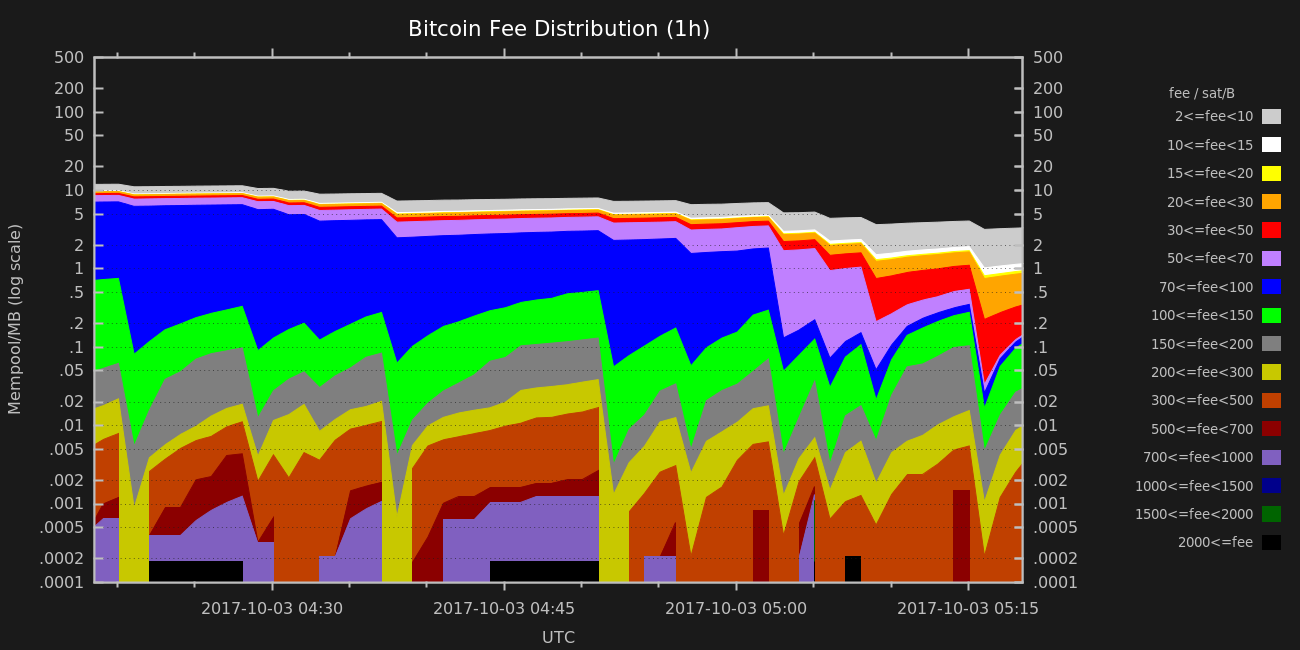 Bitcoin Fee Distribution (1h)
500
200
100
50
20
10
5
2
1
.5
.2
.1
.05
.02
.01
.005
.002
.001
.0005
.0002
.0001
Mempool/MB (log scale)
500
200
100
50
20
10
5
2
1
.5
.2
.1
.05
.02
.01
.005
.002
.001
.0005
.0002
.0001
2017-10-03 04:30
2017-10-03 04:45
2017-10-03 05:00
2017-10-03 05:15
UTC
fee / sat/B
2<=fee<10
10<=fee<15
15<=fee<20
20<=fee<30
30<=fee<50
50<=fee<70
70<=fee<100
100<=fee<150
150<=fee<200
200<=fee<300
300<=fee<500
500<=fee<700
700<=fee<1000
1000<=fee<1500
1500<=fee<2000
2000<=fee